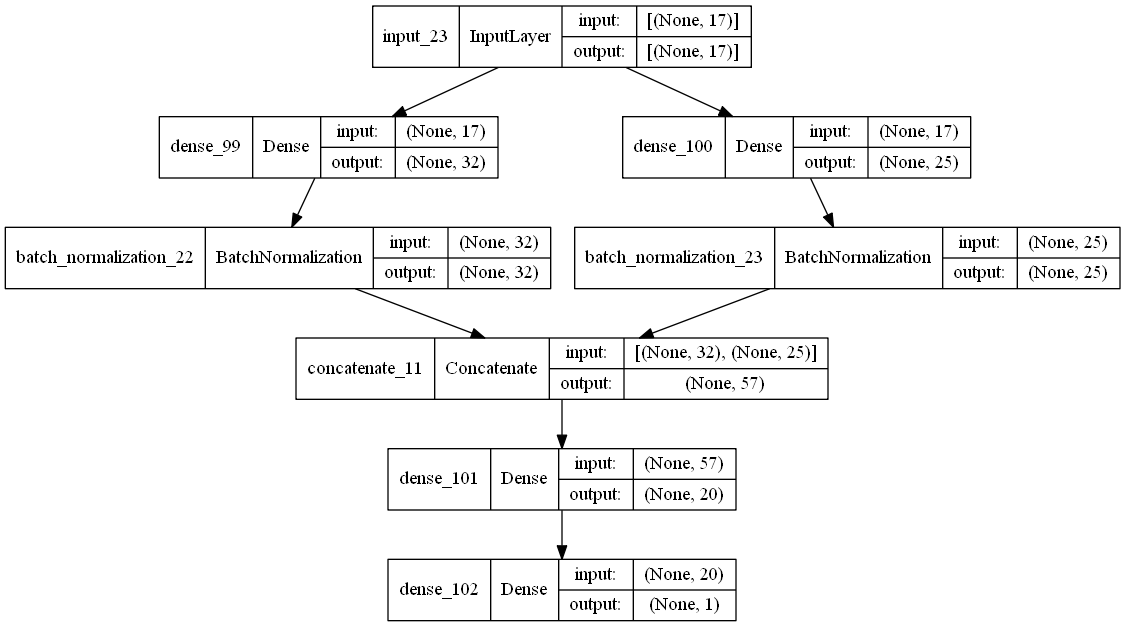 input_23 InputLayer input: [(None, 17)]
output: [(None, 17)]
dense_99 Dense input: (None, 17)
output: (None, 32)
dense_100 Dense input: (None, 17)
output: (None, 25)
batch_normalization_22 BatchNormalization input: (None, 32)
output: (None, 32)
batch_normalization_23 BatchNormalization input: (None, 25)
output: (None, 25)
concatenate_11 Concatenate input: [(None, 32), (None, 25)]
output: (None, 57)
dense_101 Dense input: (None, 57)
output: (None, 20)
dense_102 Dense input: (None, 20)
output: (None, 1)